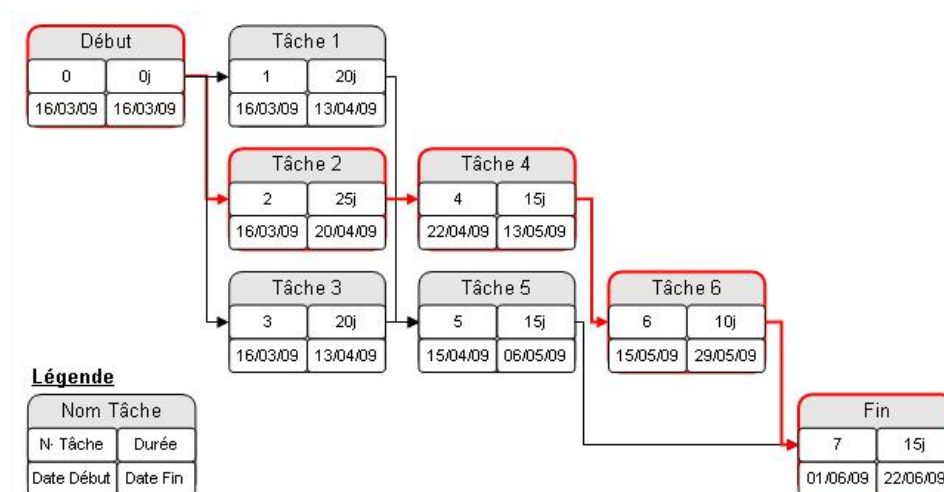 Début
0 0j
16/03/09 16/03/09
Tâche 1
1 20j
16/03/09 13/04/09
Tâche 2
2 25j
16/03/09 20/04/09
Tâche 4
4 15j
22/04/09 13/05/09
Tâche 3
3 20j
16/03/09 13/04/09
Tâche 5
5 15j
15/04/09 06/05/09
Tâche 6
6 10j
15/05/09 29/05/09
Légende
Nom Tâche
N· Tâche Durée
Date Début Date Fin
Fin
7 15j
01/06/09 22/06/09